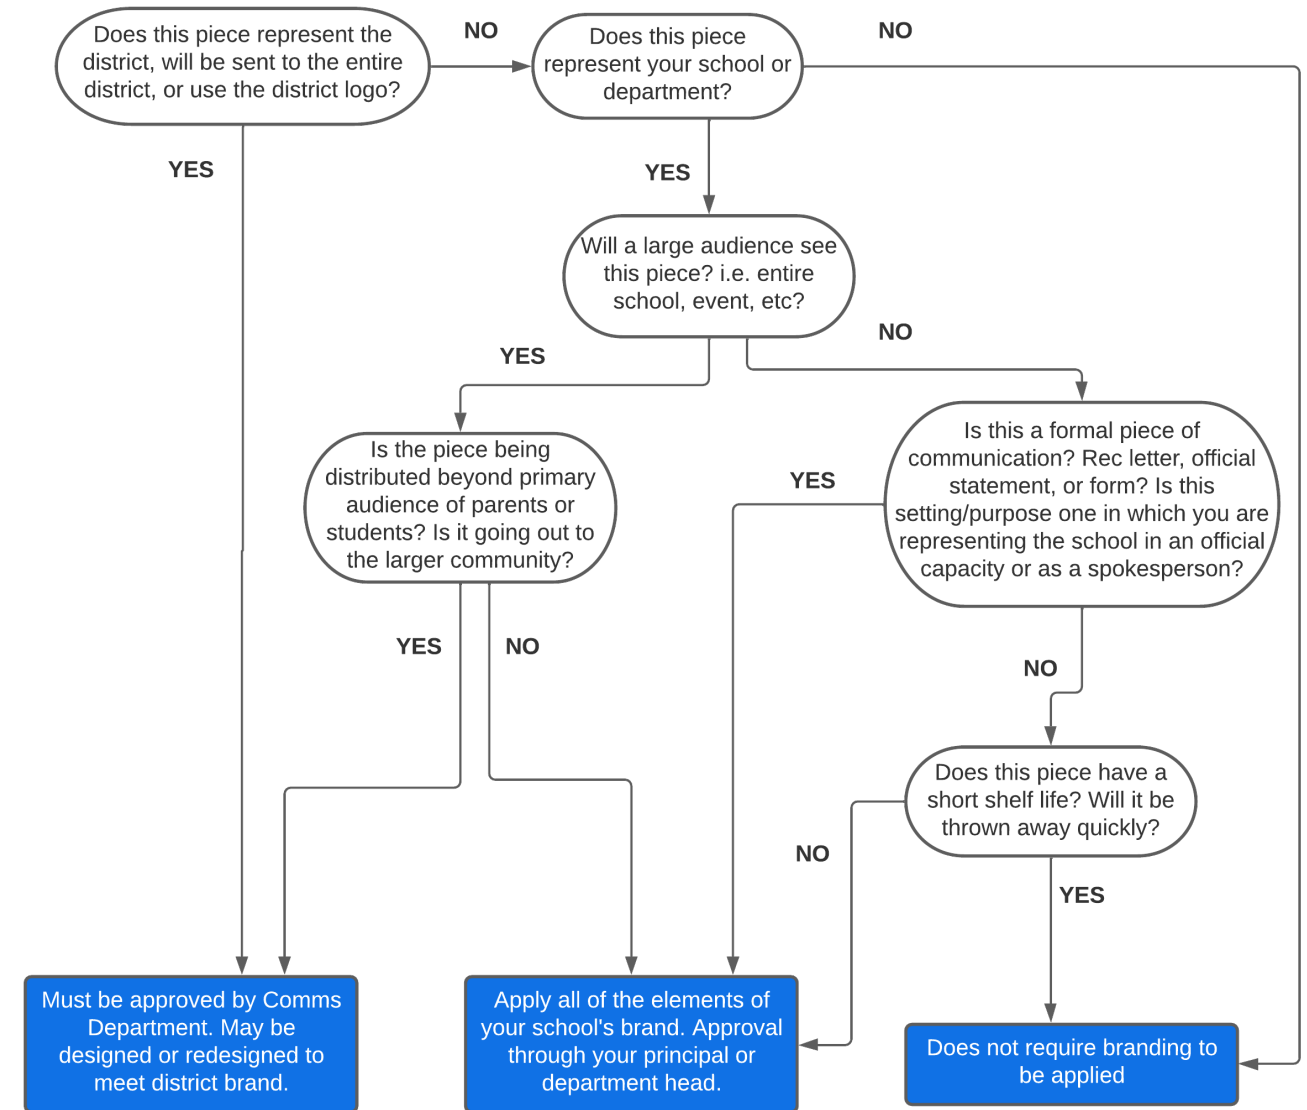 Does this piece represent the
district, will be sent to the entire
district, or use the district logo?
NO
Does this piece
represent your school or
department?
NO
YES
YES
Will a large audience see
this piece? i.e. entire
school, event, etc?
YES
NO
Is the piece being
distributed beyond primary
audience of parents or
students? Is it going out to
the larger community?
YES
Is this a formal piece of
communication? Rec letter, official
statement, or form? Is this
setting/purpose one in which you are
representing the school in an official
capacity or as a spokesperson?
YES
NO
NO
Does this piece have a
short shelf life? Will it be
thrown away quickly?
NO
YES
Must be approved by Comms
Department. May be
designed or redesigned to
meet district brand.
Apply all of the elements of
your school's brand. Approval
through your principal or
department head.
Does not require branding to
be applied